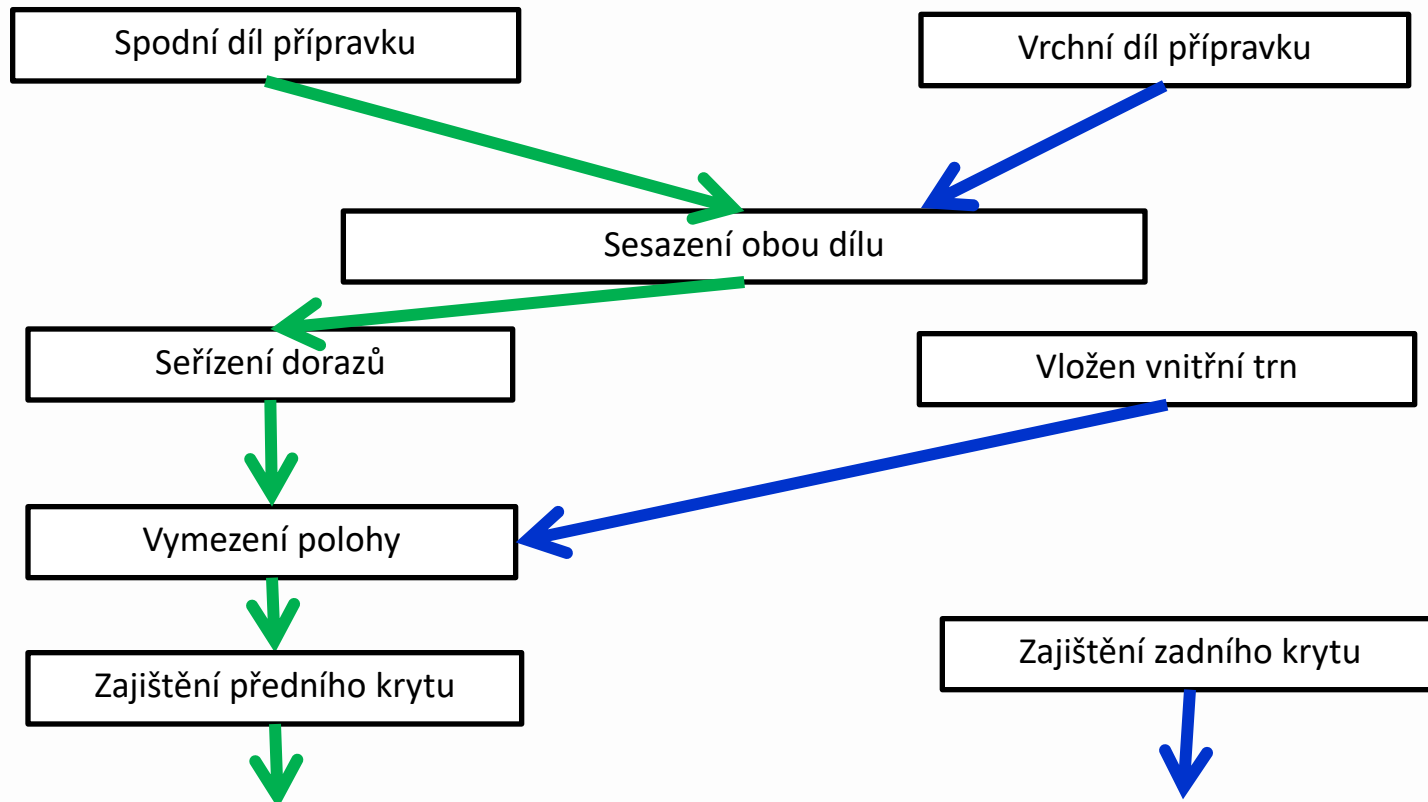 Spodní díl přípravku
Vrchní díl přípravku
Sesazení obou dílu
Seřízení dorazů
Vložen vnitřní trn
Vymezení polohy
Zajištění zadního krytu
Zajištění předního krytu